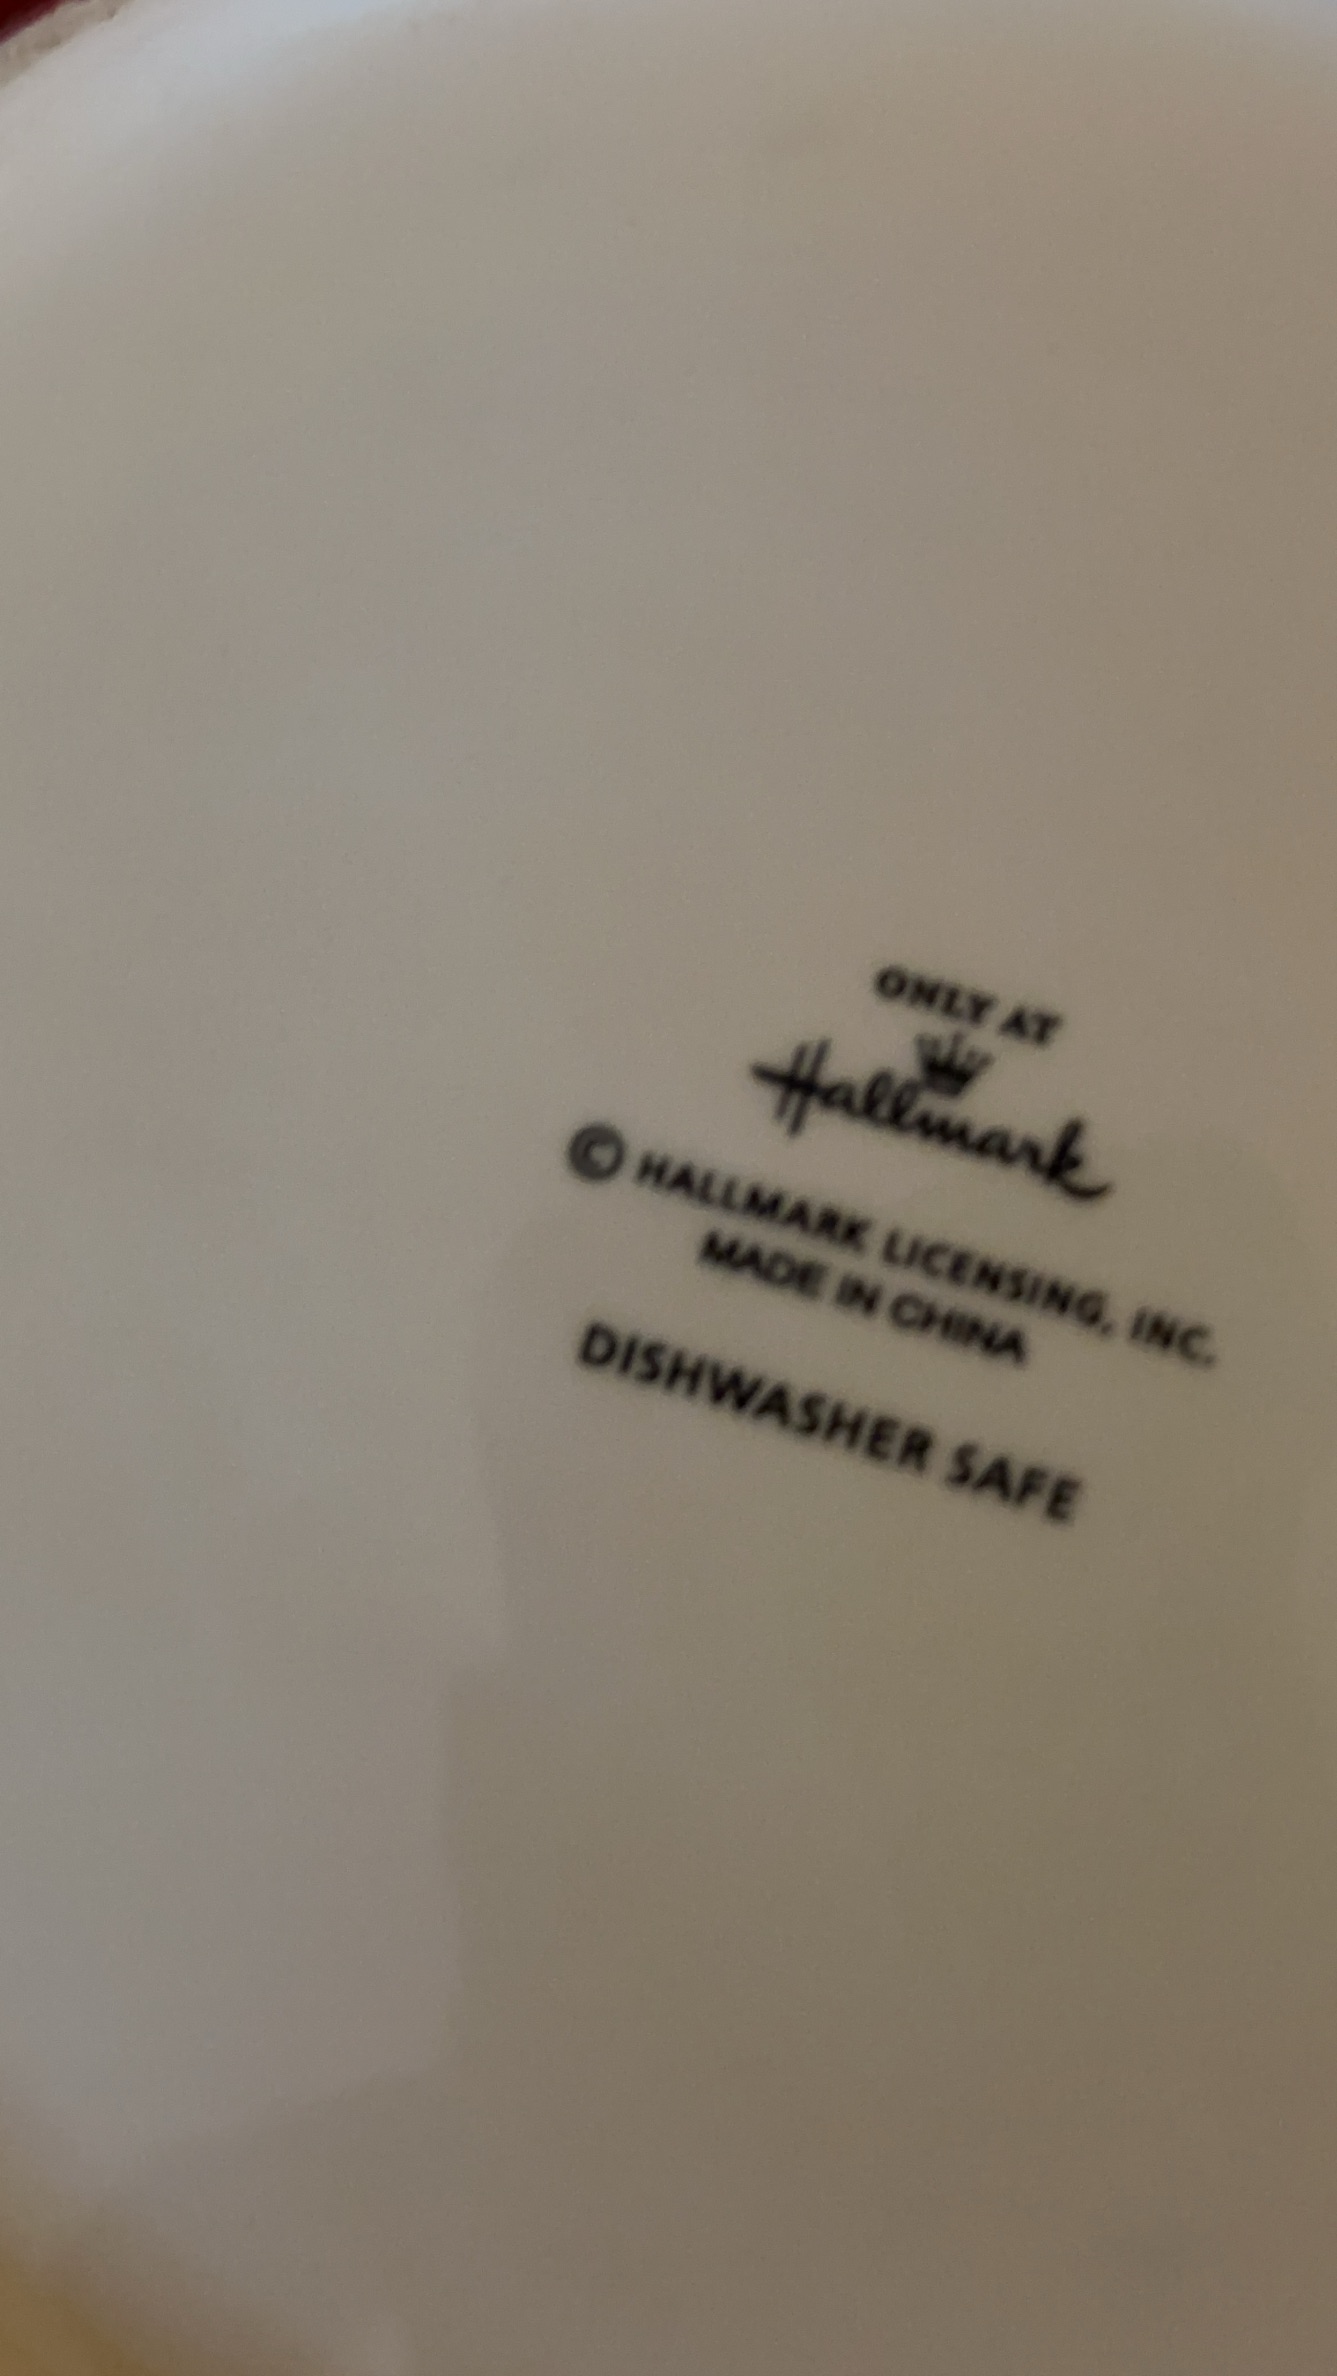 ONLY AT
Hallmark
© HALLMARK LICENSING, INC.
MADE IN CHINA
DISHWASHER SAFE